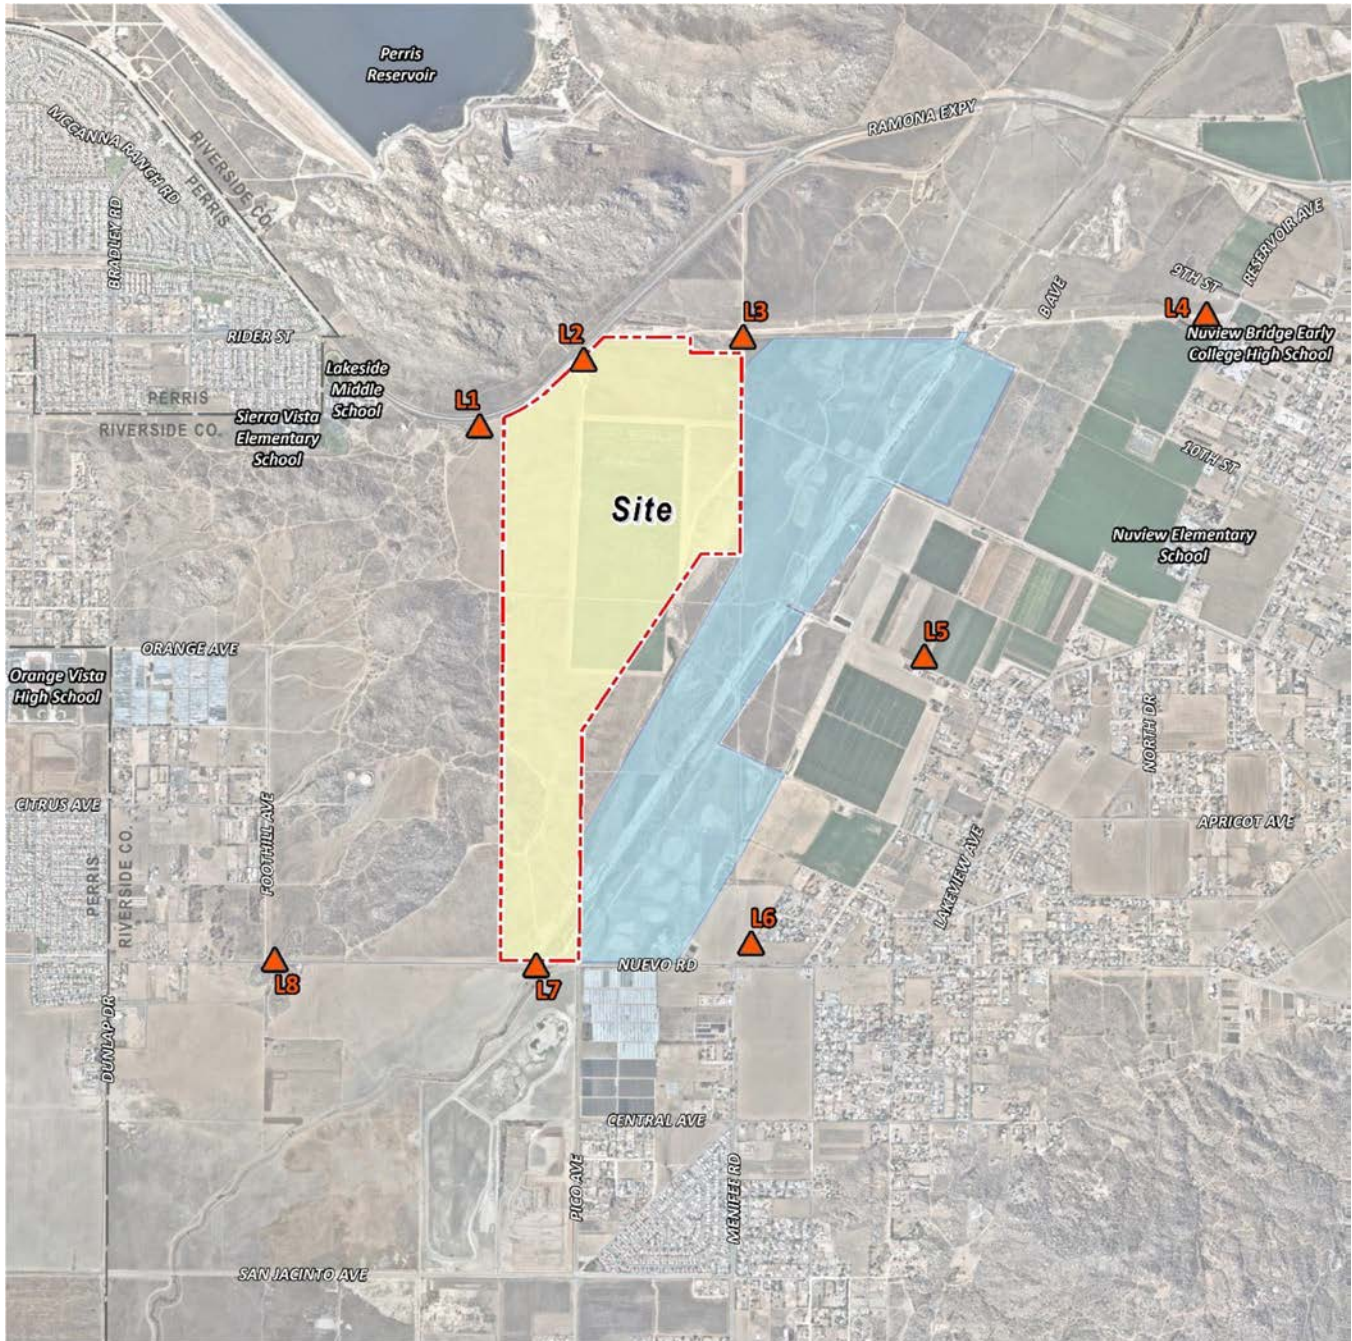 Perris
Reservoir
RAMONA EXPY
MCCANNA RANCH RD
RIVERSIDE CO.
PERRIS
BRADLEY RD
RESERVOIR AVE
9TH ST
B AVE
L4
L3
L2
RIDER ST
Nuview Bridge Early
College High School
Lakeside
Middle
School
PERRIS
L1
Sierra Vista
Elementary
School
RIVERSIDE CO.
10TH ST
Site
Nuview Elementary
School
L5
ORANGE AVE
Orange Vista
High School
NORTH DR
CITRUS AVE
FOOTHILL AVE
APRICOT AVE
PERRIS
RIVERSIDE CO.
LAKEVIEW AVE
L6
NUEVO RD
L8
L7
DUNLAP DR
CENTRAL AVE
PICO AVE
MENIFEE RD
SAN JACINTO AVE